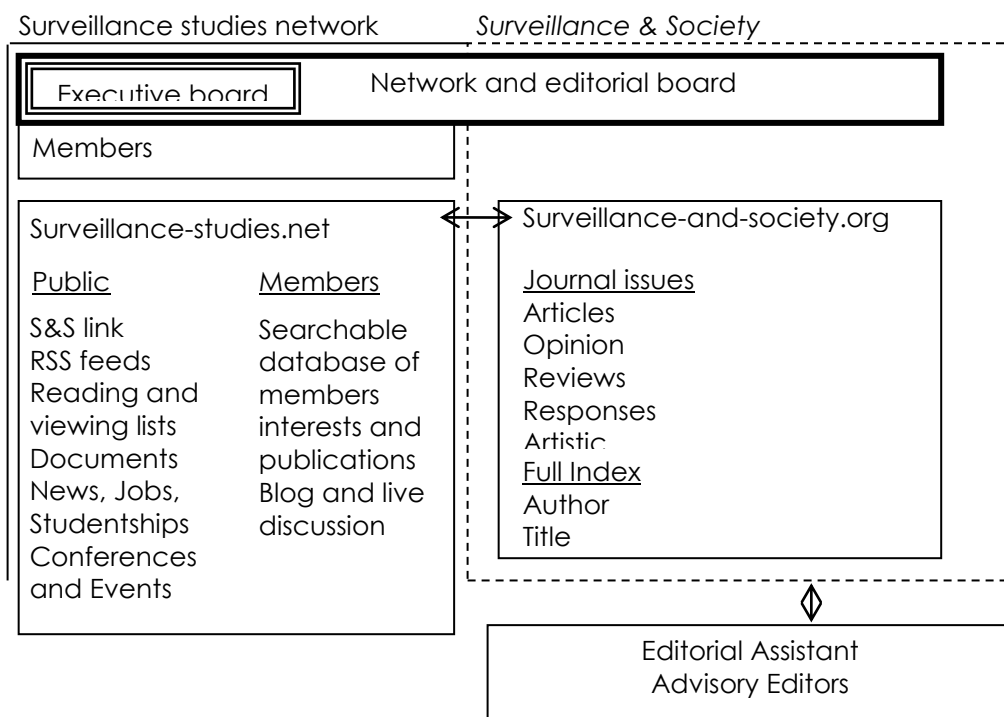 Surveillance studies network
Surveillance & Society
Executive board
Network and editorial board
Members
Surveillance-studies.net
Public
S&S link
RSS feeds
Reading and
viewing lists
Documents
News, Jobs,
Studentships
Conferences
and Events
Members
Searchable
database of
members
interests and
publications
Blog and live
discussion
Surveillance-and-society.org
Journal issues
Articles
Opinion
Reviews
Responses
Artistic
Full Index
Author
Title
Editorial Assistant
Advisory Editors